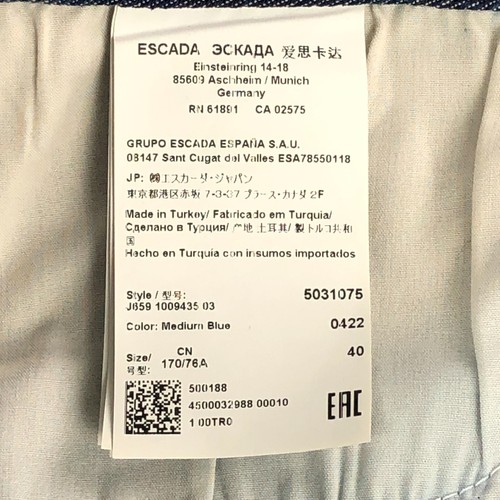 ESCADA ЭСКАДА 爱思卡达
Einsteinring 14-18
85609 Aschheim / Munich
Germany
RN 61891 CA 02575
GRUPO ESCADA ESPAÑA S.A.U.
08147 Sant Cugat del Valles ESA78550118
JP: ㈱エスカーダ・ジャパン
東京都港区赤坂 7-3-37 プラース・カナダ 2F
Made in Turkey/ Fabricado em Turquia/
Сделано в Турция/ 产地 土耳其/ 製トルコ共和
国
Hecho en Turquia con insumos importados
Style / 型号: 5031075
J659 1009435 03
Color: Medium Blue 0422
Size/ CN 40
号型: 170/76A
500188
4500032988 00010
1 00TR0
EAC